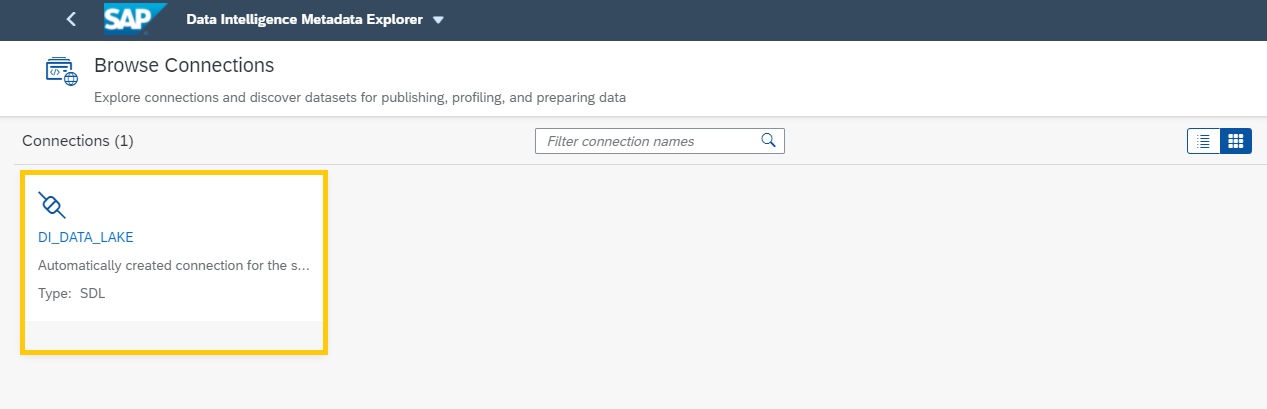 SAP Data Intelligence Metadata Explorer
Browse Connections
Explore connections and discover datasets for publishing, profiling, and preparing data
Connections (1)
Filter connection names
DI_DATA_LAKE
Automatically created connection for the s...
Type: SDL